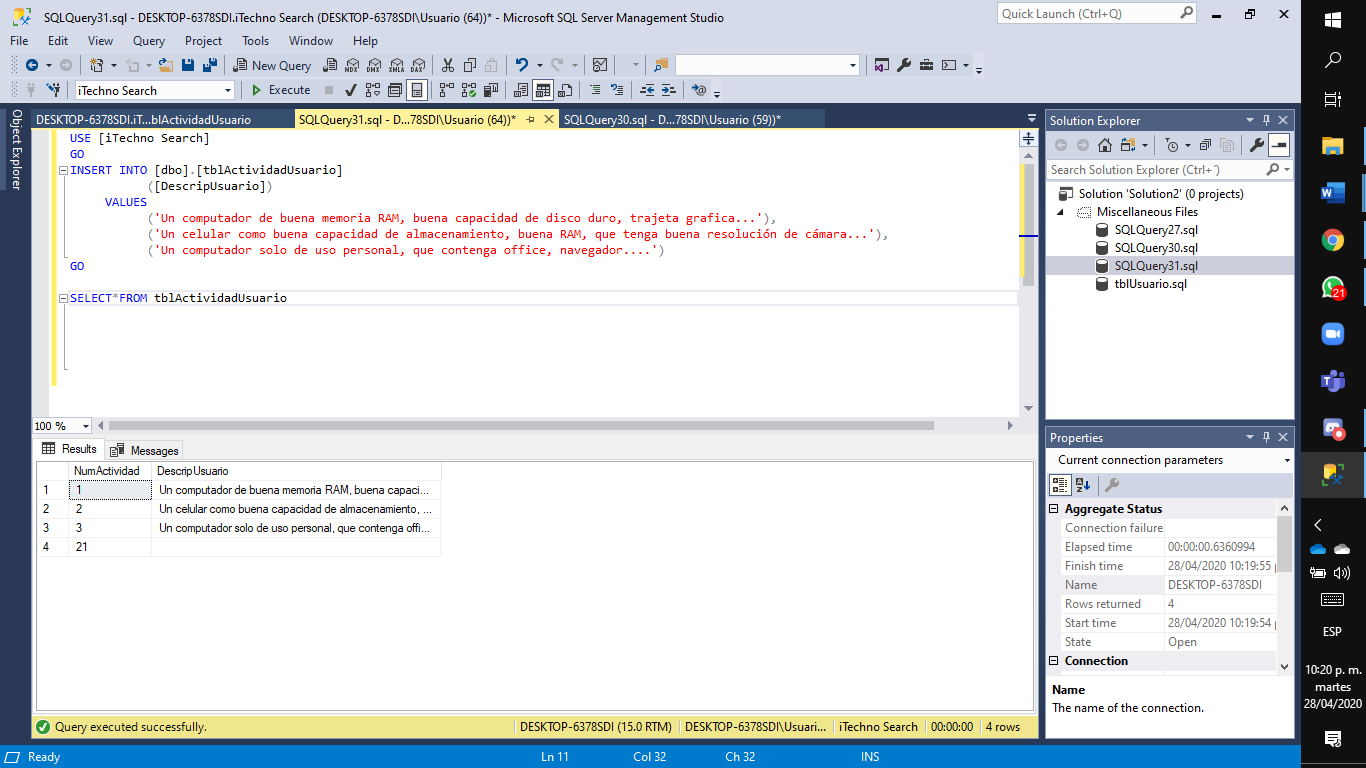 SQLQuery31.sql - DESKTOP-6378SDI.iTechno Search (DESKTOP-6378SDI\Usuario (64))* - Microsoft SQL Server Management Studio
Quick Launch (Ctrl+Q)
File Edit View Query Project Tools Window Help
New Query
MDX DMX XMLA DAX
iTechno Search
Execute
Object Explorer
DESKTOP-6378SDI.iT...blActividadUsuario
SQLQuery31.sql - D...78SDI\Usuario (64))*
SQLQuery30.sql - D...78SDI\Usuario (59))*
USE [iTechno Search]
GO
INSERT INTO [dbo].[tblActividadUsuario]
([DescripUsuario])
VALUES
('Un computador de buena memoria RAM, buena capacidad de disco duro, trajeta grafica...'),
('Un celular como buena capacidad de almacenamiento, buena RAM, que tenga buena resolución de cámara...'),
('Un computador solo de uso personal, que contenga office, navegador....')
GO
SELECT*FROM tblActividadUsuario
100 %
Results Messages
NumActividad DescripUsuario
1 1 Un computador de buena memoria RAM, buena capaci...
2 2 Un celular como buena capacidad de almacenamiento, ...
3 3 Un computador solo de uso personal, que contenga offi...
4 21
Query executed successfully.
DESKTOP-6378SDI (15.0 RTM)
DESKTOP-6378SDI\Usuari...
iTechno Search
00:00:00
4 rows
Ready
Ln 11
Col 32
Ch 32
INS
Solution Explorer
Search Solution Explorer (Ctrl+´)
Solution 'Solution2' (0 projects)
Miscellaneous Files
SQLQuery27.sql
SQLQuery30.sql
SQLQuery31.sql
tblUsuario.sql
Properties
Current connection parameters
Aggregate Status
Connection failure
Elapsed time 00:00:00.6360994
Finish time 28/04/2020 10:19:55 p
Name DESKTOP-6378SDI
Rows returned 4
Start time 28/04/2020 10:19:54 p
State Open
Connection
Name
The name of the connection.
21
ESP
10:20 p. m.
martes
28/04/2020